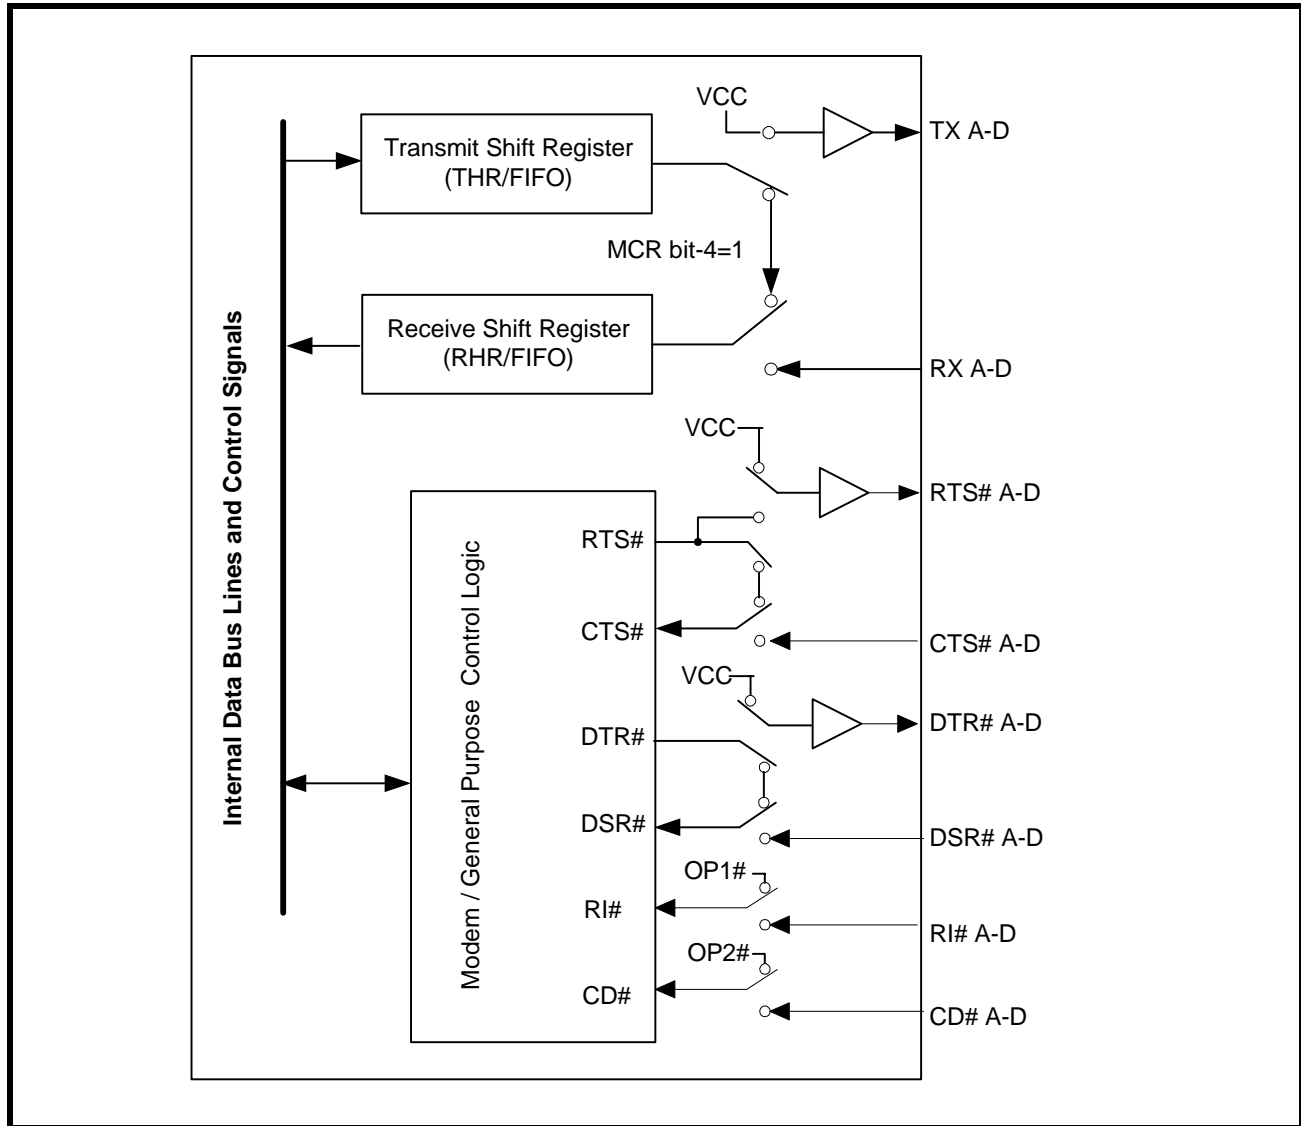 VCC
TX A-D
Transmit Shift Register
(THR/FIFO)
MCR bit-4=1
Receive Shift Register
(RHR/FIFO)
RX A-D
Internal Data Bus Lines and Control Signals
VCC
RTS# A-D
Modem / General Purpose Control Logic
RTS#
CTS#
CTS# A-D
VCC
DTR# A-D
DTR#
DSR#
DSR# A-D
OP1#
RI#
RI# A-D
OP2#
CD#
CD# A-D